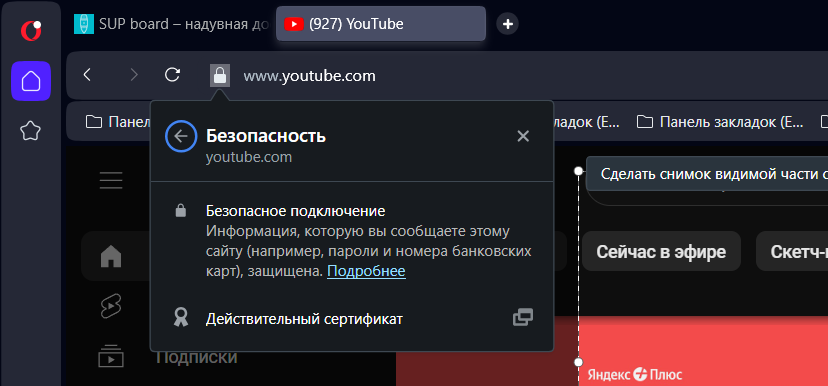 SUP board – надувная до
(927) YouTube
www.youtube.com
Панел
ладок (Е...
Панель закладок (Е...
Безопасность
youtube.com
Сделать снимок видимой части с
Безопасное подключение
Информация, которую вы сообщаете этому
сайту (например, пароли и номера банковских
карт), защищена. Подробнее
Сейчас в эфире
Скетч-
Действительный сертификат
Подписки
Яндекс Плюс